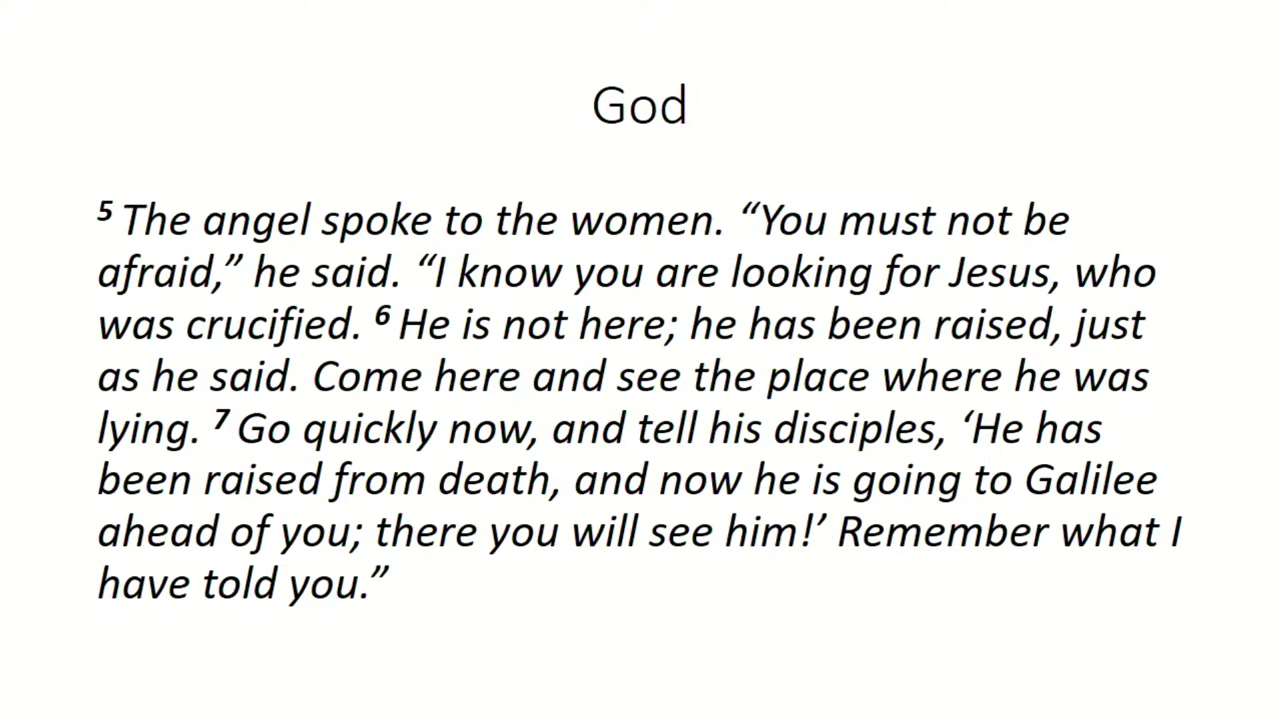 God
⁵ The angel spoke to the women. “You must not be
afraid,” he said. “I know you are looking for Jesus, who
was crucified. ⁶ He is not here; he has been raised, just
as he said. Come here and see the place where he was
lying. ⁷ Go quickly now, and tell his disciples, ‘He has
been raised from death, and now he is going to Galilee
ahead of you; there you will see him!’ Remember what I
have told you.”